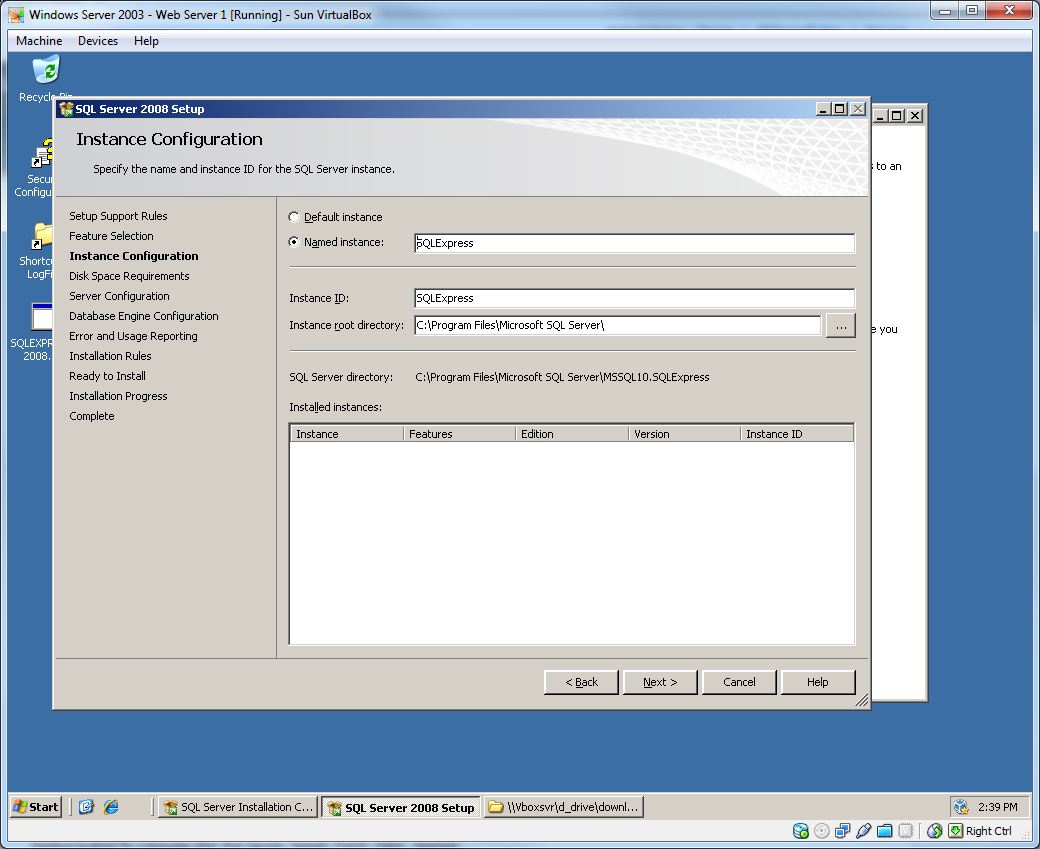 Windows Server 2003 - Web Server 1 [Running] - Sun VirtualBox
Machine Devices Help
Recycle Bin
SQL Server 2008 Setup
Instance Configuration
Specify the name and instance ID for the SQL Server instance.
s to an
Secu
Configu
Shortc
LogFi
SQLEXPR
2008.
e you
Setup Support Rules
Feature Selection
Instance Configuration
Disk Space Requirements
Server Configuration
Database Engine Configuration
Error and Usage Reporting
Installation Rules
Ready to Install
Installation Progress
Complete
Default instance
Named instance: SQLExpress
Instance ID: SQLExpress
Instance root directory: C:\Program Files\Microsoft SQL Server\ ...
SQL Server directory: C:\Program Files\Microsoft SQL Server\MSSQL10.SQLExpress
Installed instances:
Instance Features Edition Version Instance ID
< Back Next > Cancel Help
Start SQL Server Installation C... SQL Server 2008 Setup \\Vboxsvr\d_drive\downl... 2:39 PM
Right Ctrl